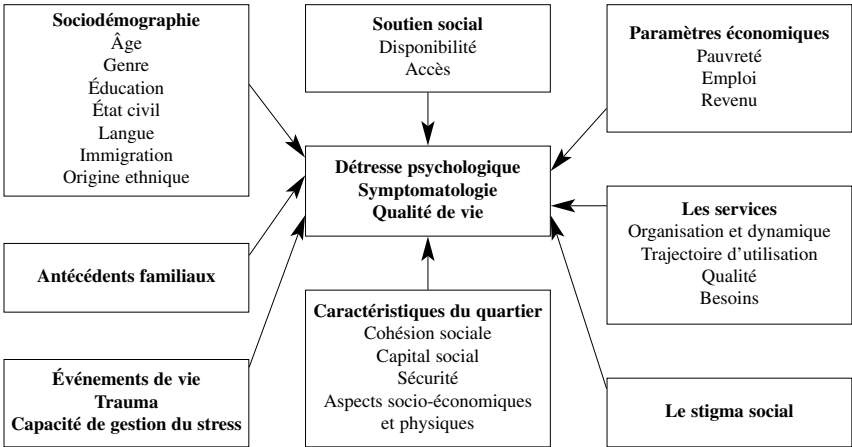 Sociodémographie
Âge
Genre
Éducation
État civil
Langue
Immigration
Origine ethnique
Soutien social
Disponibilité
Accès
Paramètres économiques
Pauvreté
Emploi
Revenu
Détresse psychologique
Symptomatologie
Qualité de vie
Les services
Organisation et dynamique
Trajectoire d'utilisation
Qualité
Besoins
Antécédents familiaux
Caractéristiques du quartier
Cohésion sociale
Capital social
Sécurité
Aspects socio-économiques
et physiques
Événements de vie
Trauma
Capacité de gestion du stress
Le stigma social